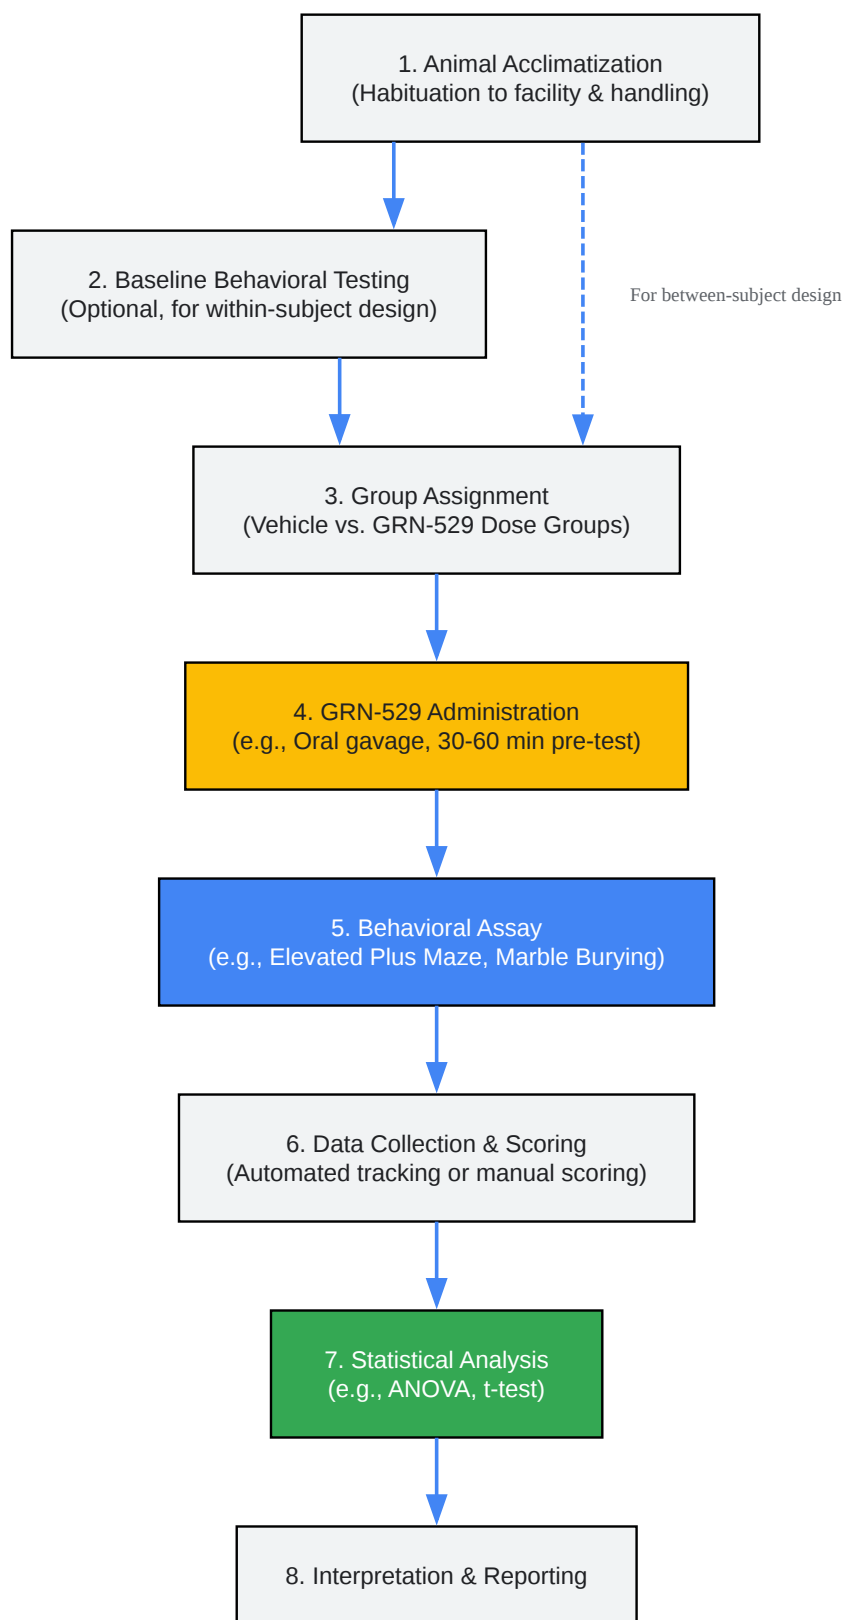 1. Animal Acclimatization
(Habituation to facility & handling)
2. Baseline Behavioral Testing
(Optional, for within-subject design)
For between-subject design
3. Group Assignment
(Vehicle vs. GRN-529 Dose Groups)
4. GRN-529 Administration
(e.g., Oral gavage, 30-60 min pre-test)
5. Behavioral Assay
(e.g., Elevated Plus Maze, Marble Burying)
6. Data Collection & Scoring
(Automated tracking or manual scoring)
7. Statistical Analysis
(e.g., ANOVA, t-test)
8. Interpretation & Reporting